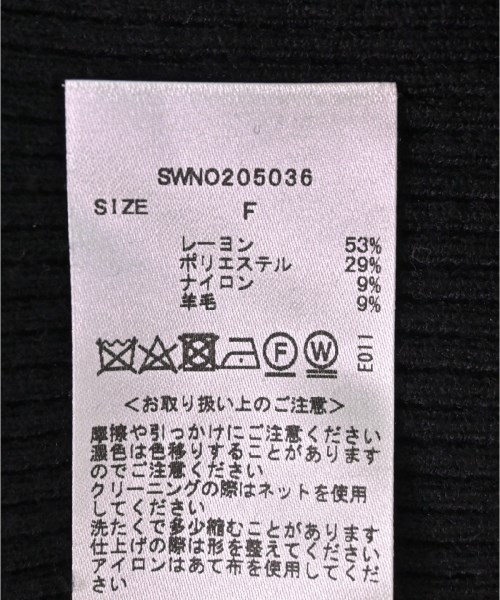 SWNO205036
SIZE F
レーヨン 53%
ポリエステル 29%
ナイロン 9%
羊毛 9%
F W E011
<お取り扱い上のご注意>
摩擦や引っかけにご注意ください
濃色は色移りすることがあります
のでご注意ください
クリーニングの際はネットを使用
してください
洗たくで多少縮むことがあります
仕上げの際は形を整えてください
アイロンはあて布を使用してくだ
さい